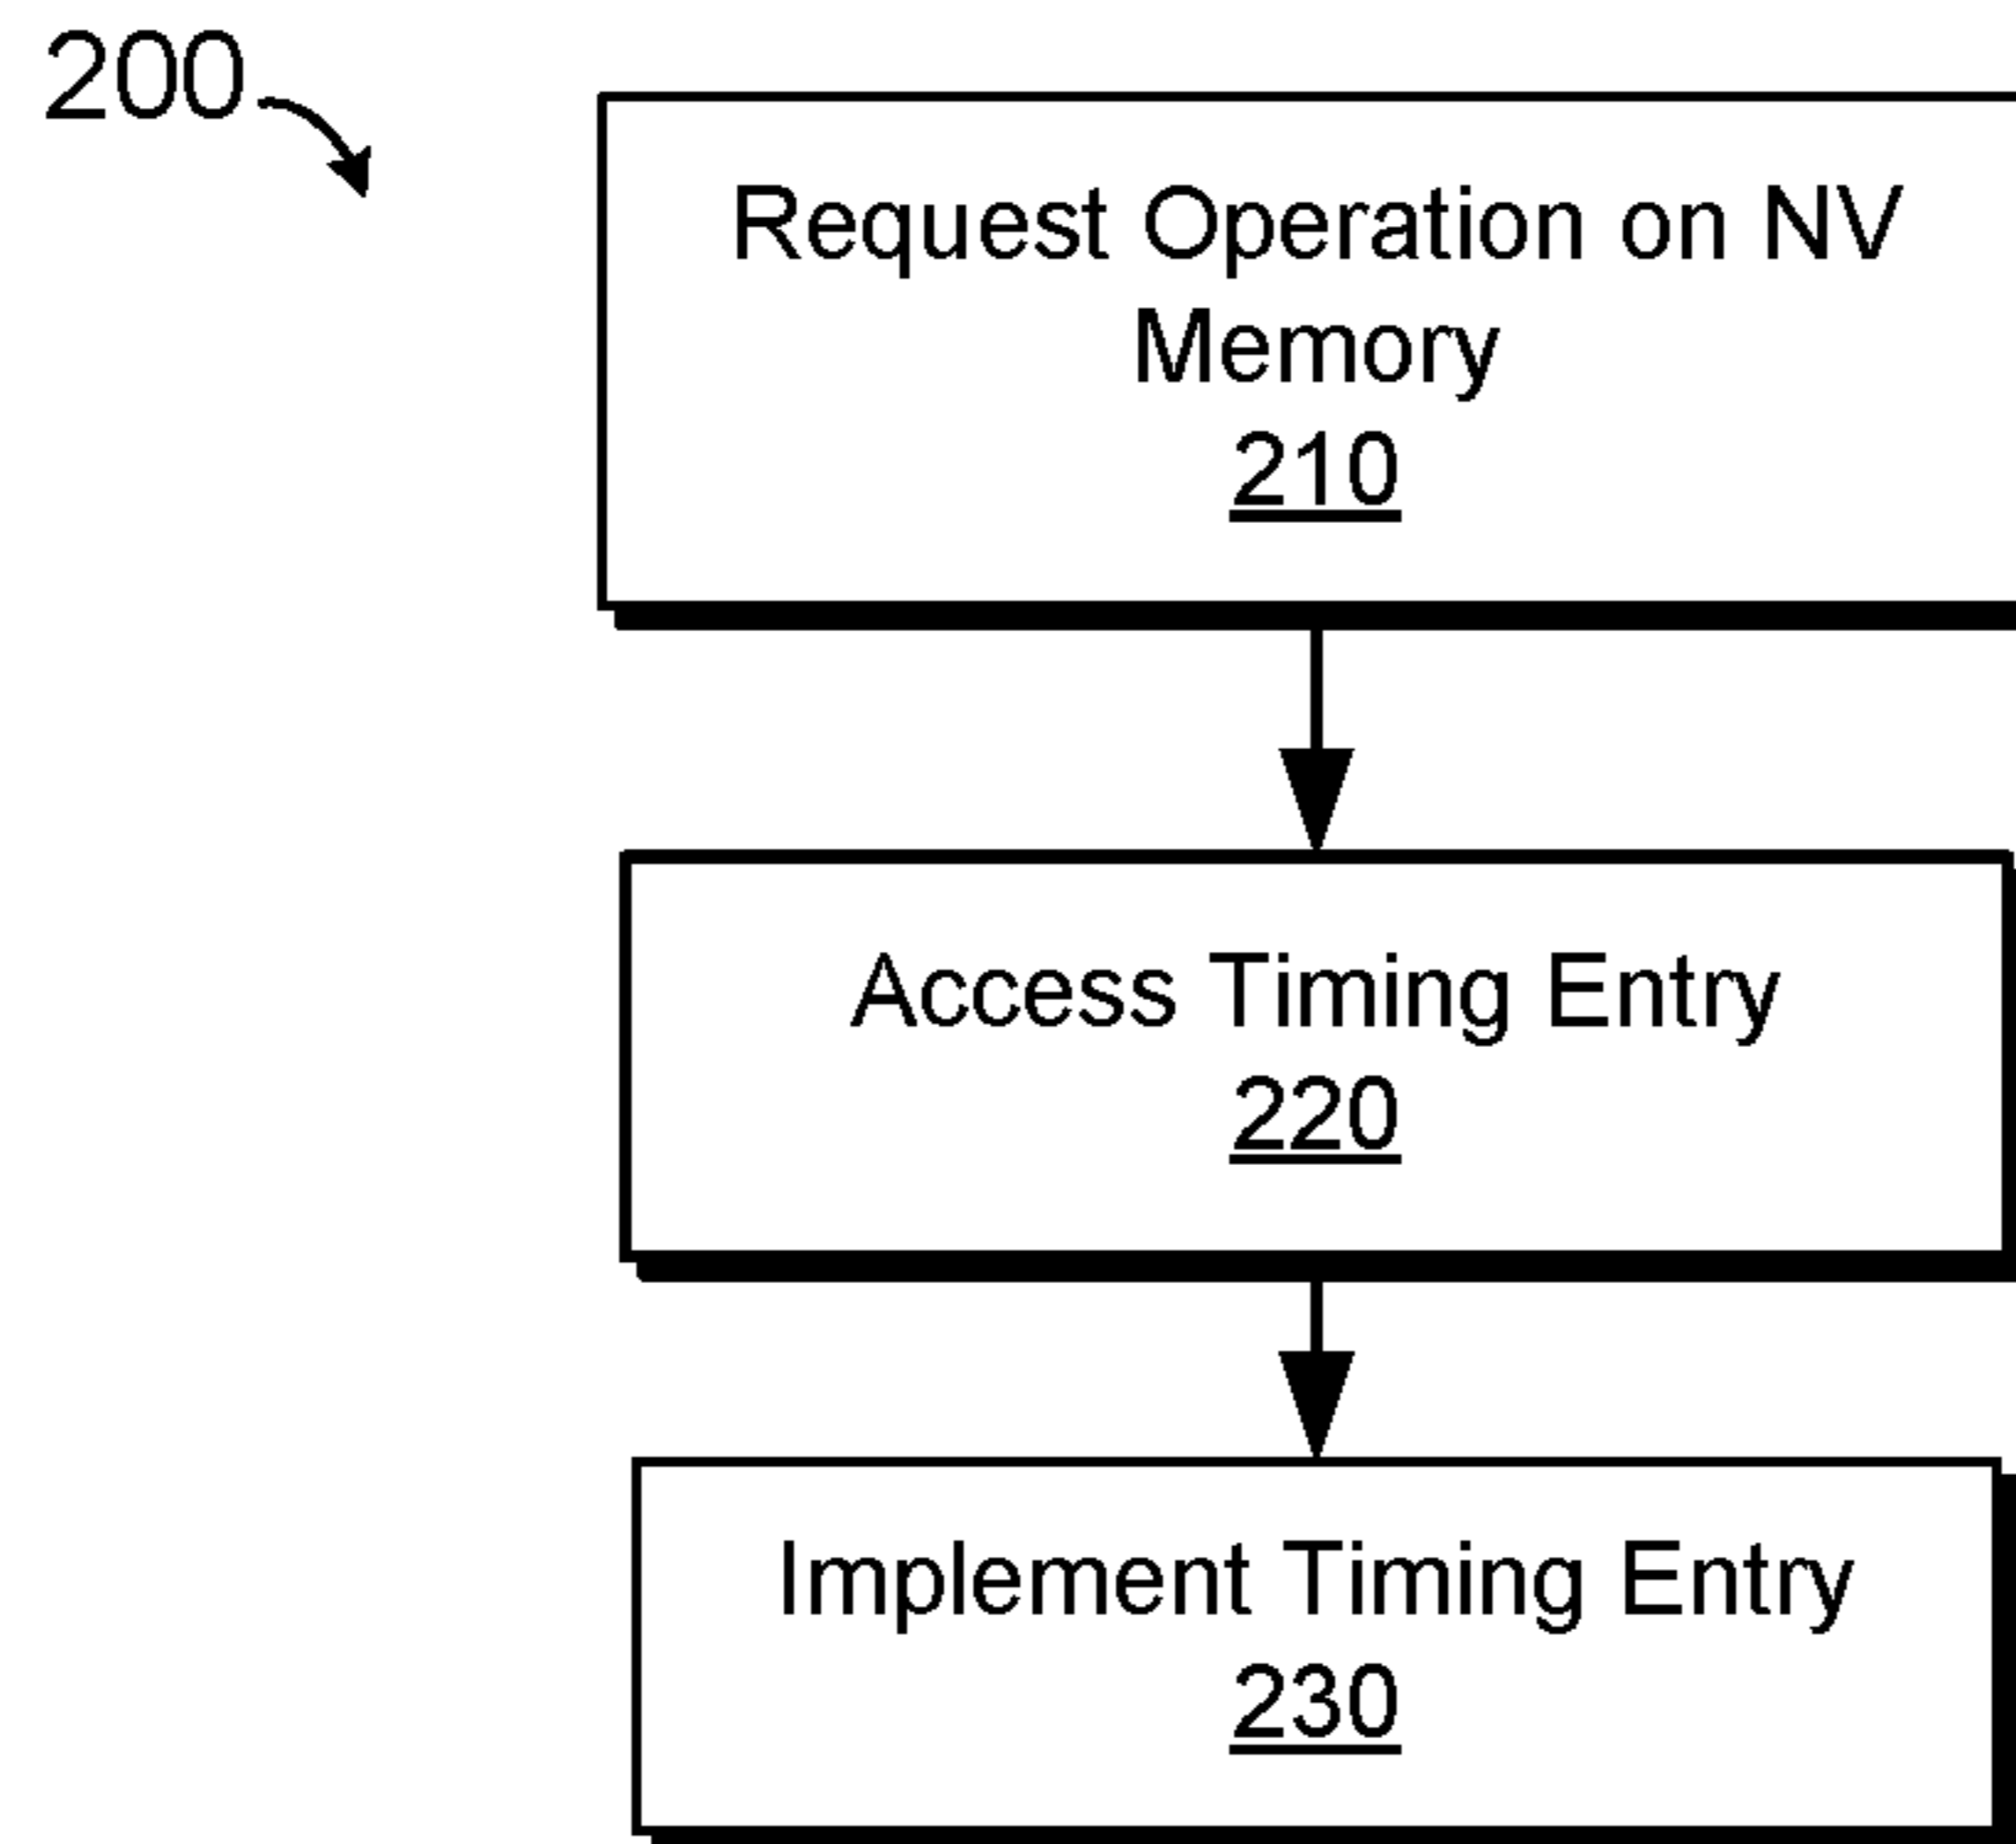 200
Request Operation on NV
Memory
210
Access Timing Entry
220
Implement Timing Entry
230